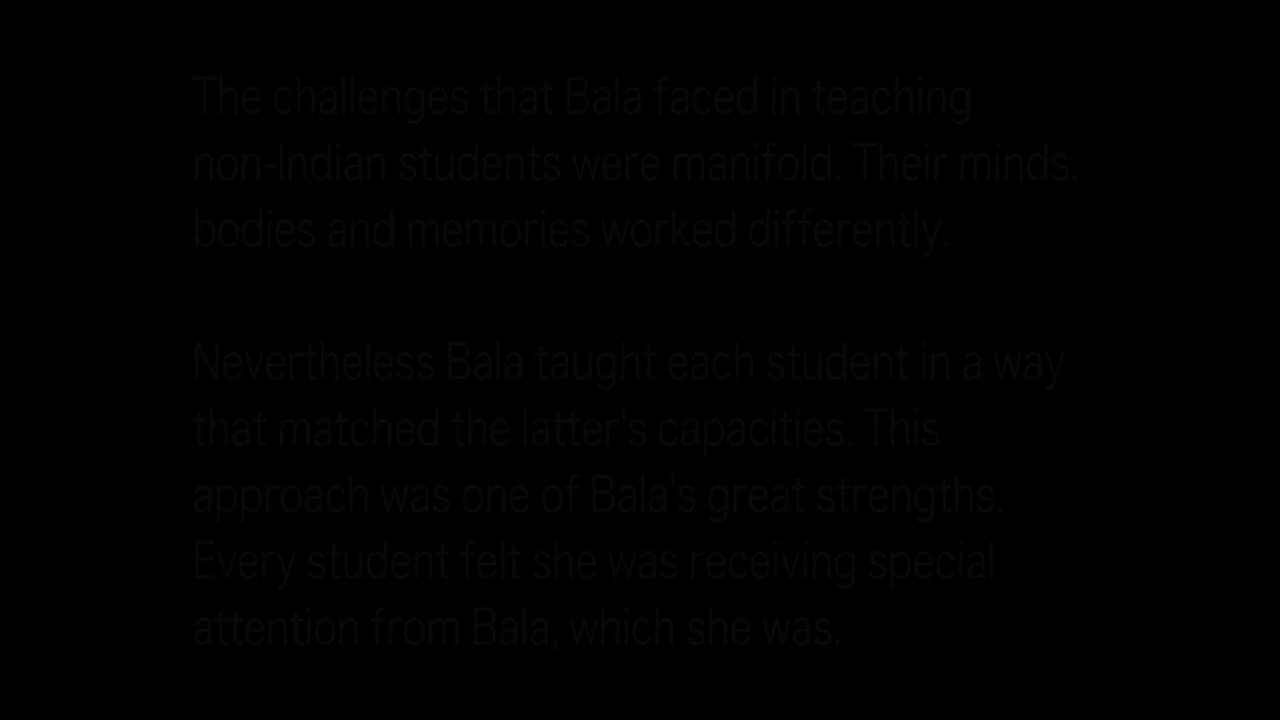 The challenges that Bala faced in teaching
non-Indian students were manifold. Their minds,
bodies and memories worked differently.
Nevertheless Bala taught each student in a way
that matched the latter's capacities. This
approach was one of Bala's great strengths.
Every student felt she was receiving special
attention from Bala, which she was.